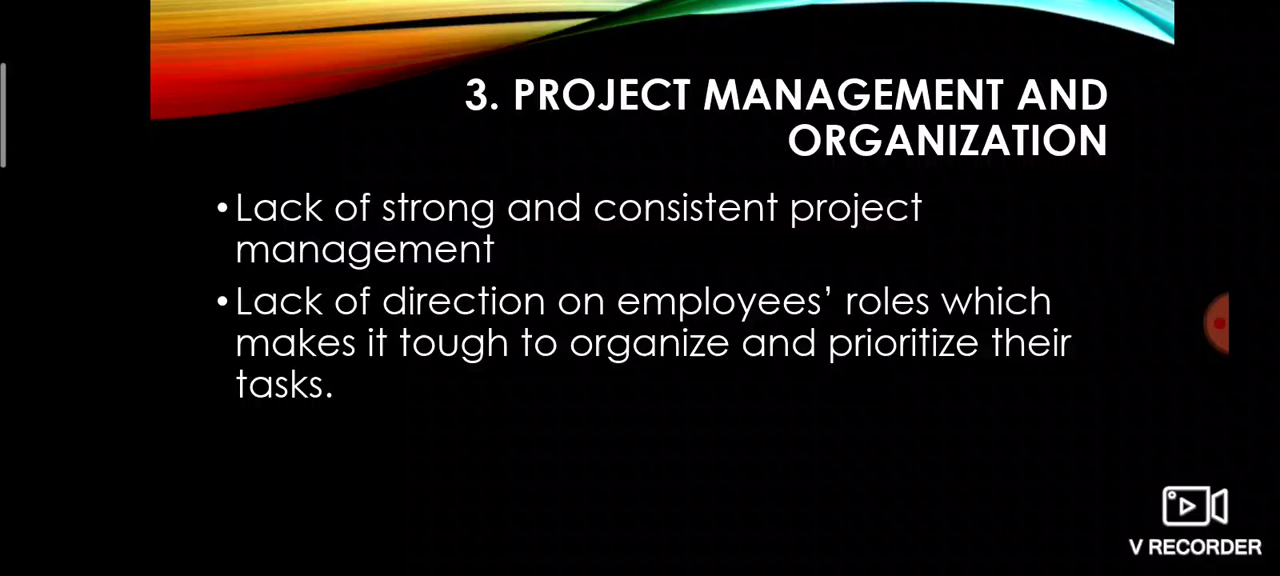 3. PROJECT MANAGEMENT AND
ORGANIZATION
•Lack of strong and consistent project
management
•Lack of direction on employees’ roles which
makes it tough to organize and prioritize their
tasks.
V RECORDER